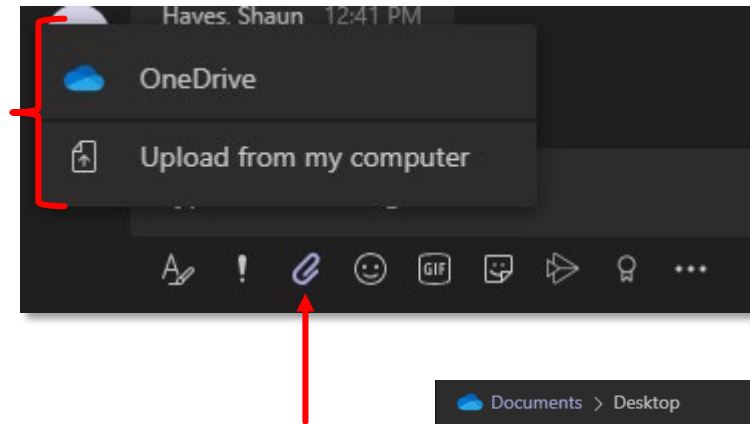 Hayes, Shaun 12:41 PM
OneDrive
Upload from my computer
GIF
Documents > Desktop